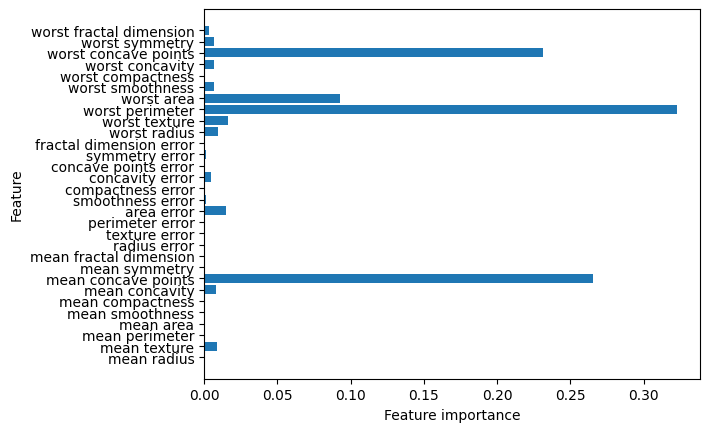 worst fractal dimension
worst symmetry
worst concave points
worst concavity
worst compactness
worst smoothness
worst area
worst perimeter
worst texture
worst radius
fractal dimension error
symmetry error
concave points error
concavity error
compactness error
smoothness error
area error
perimeter error
texture error
radius error
mean fractal dimension
mean symmetry
mean concave points
mean concavity
mean compactness
mean smoothness
mean area
mean perimeter
mean texture
mean radius
Feature
0.00 0.05 0.10 0.15 0.20 0.25 0.30
Feature importance